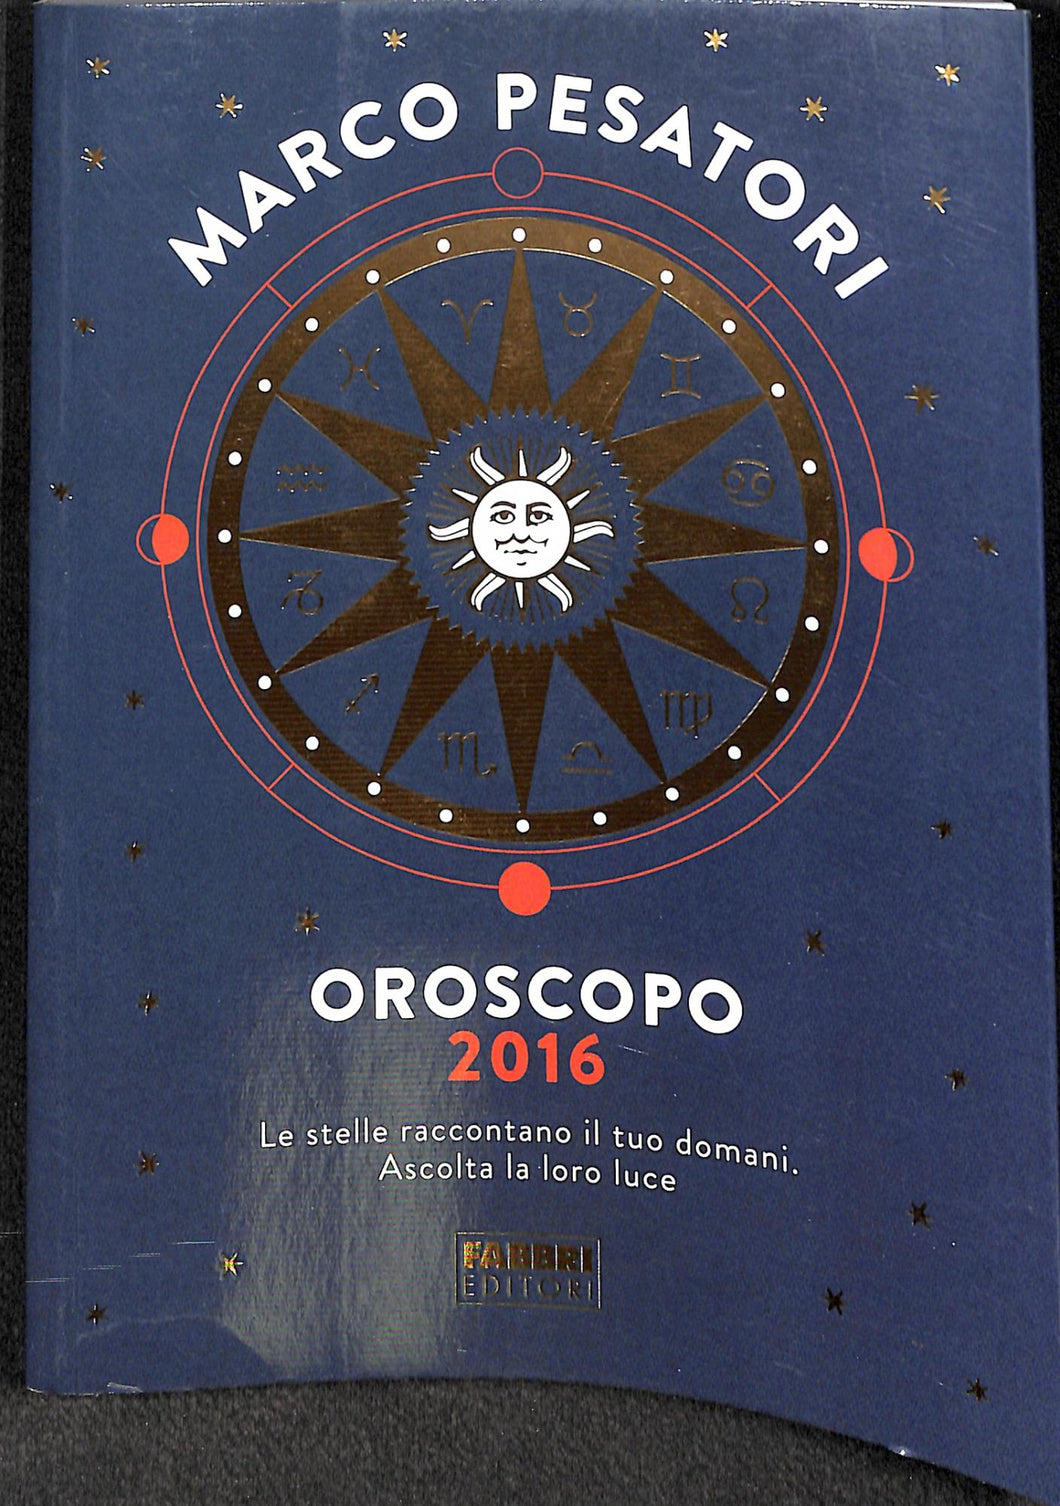 MARCO PESATORI
OROSCOPO
2016
Le stelle raccontano il tuo domani.
Ascolta la loro luce
FABBRI
EDITORI